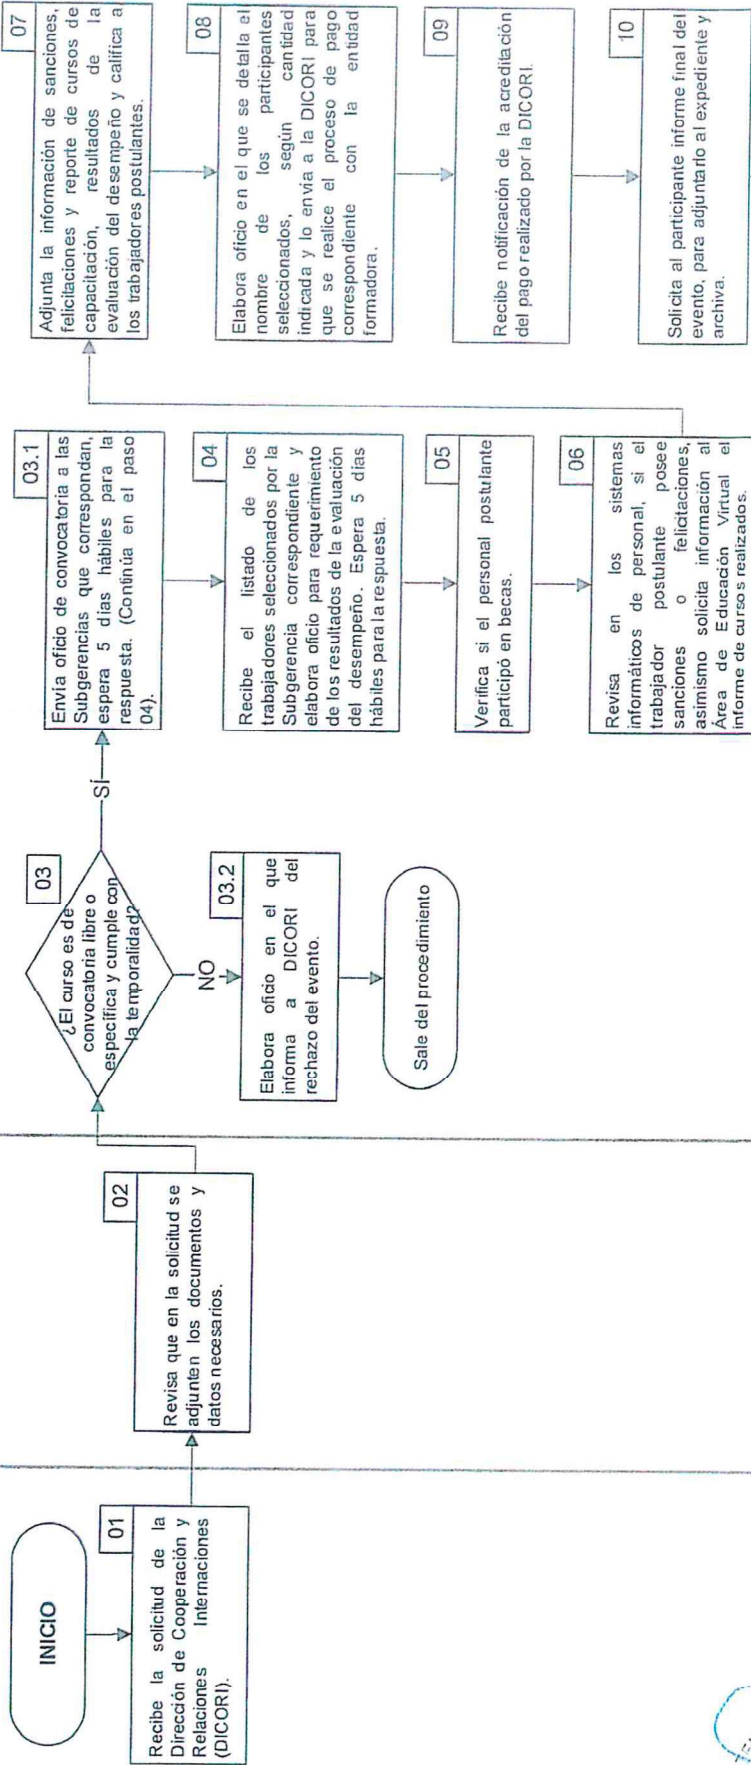 INICIO
01
Recibe la solicitud de la
Dirección de Cooperación y
Relaciones Internaciones
(DICORI).
02
Revisa que en la solicitud se
adjunten los documentos y
datos necesarios.
03
¿El curso es de
convocatoria libre o
específica y cumple con
la temporalidad?
SÍ
NO
03.2
Elabora oficio en el que
informa a DICORI del
rechazo del evento.
Sale del procedimiento
03.1
Envía oficio de convocatoria a las
Subgerencias que correspondan,
espera 5 días hábiles para la
respuesta. (Continúa en el paso
04).
04
Recibe el listado de los
trabajadores seleccionados por la
Subgerencia correspondiente y
elabora oficio para requerimiento
de los resultados de la evaluación
del desempeño. Espera 5 días
hábiles para la respuesta.
05
Verifica si el personal postulante
participó en becas.
06
Revisa en los sistemas
informáticos de personal, si el
trabajador postulante posee
sanciones o felicitaciones,
asimismo solicita información al
Área de Educación Virtual el
informe de cursos realizados.
07
Adjunta la información de sanciones,
felicitaciones y reporte de cursos de
capacitación, resultados de la
evaluación del desempeño y califica a
los trabajadores postulantes.
08
Elabora oficio en el que se detalla el
nombre de los participantes
seleccionados, según cantidad
indicada y lo envía a la DICORI para
que se realice el proceso de pago
correspondiente con la entidad
formadora.
09
Recibe notificación de la acreditación
del pago realizado por la DICORI.
10
Solicita al participante informe final del
evento, para adjuntarlo al expediente y
archiva.